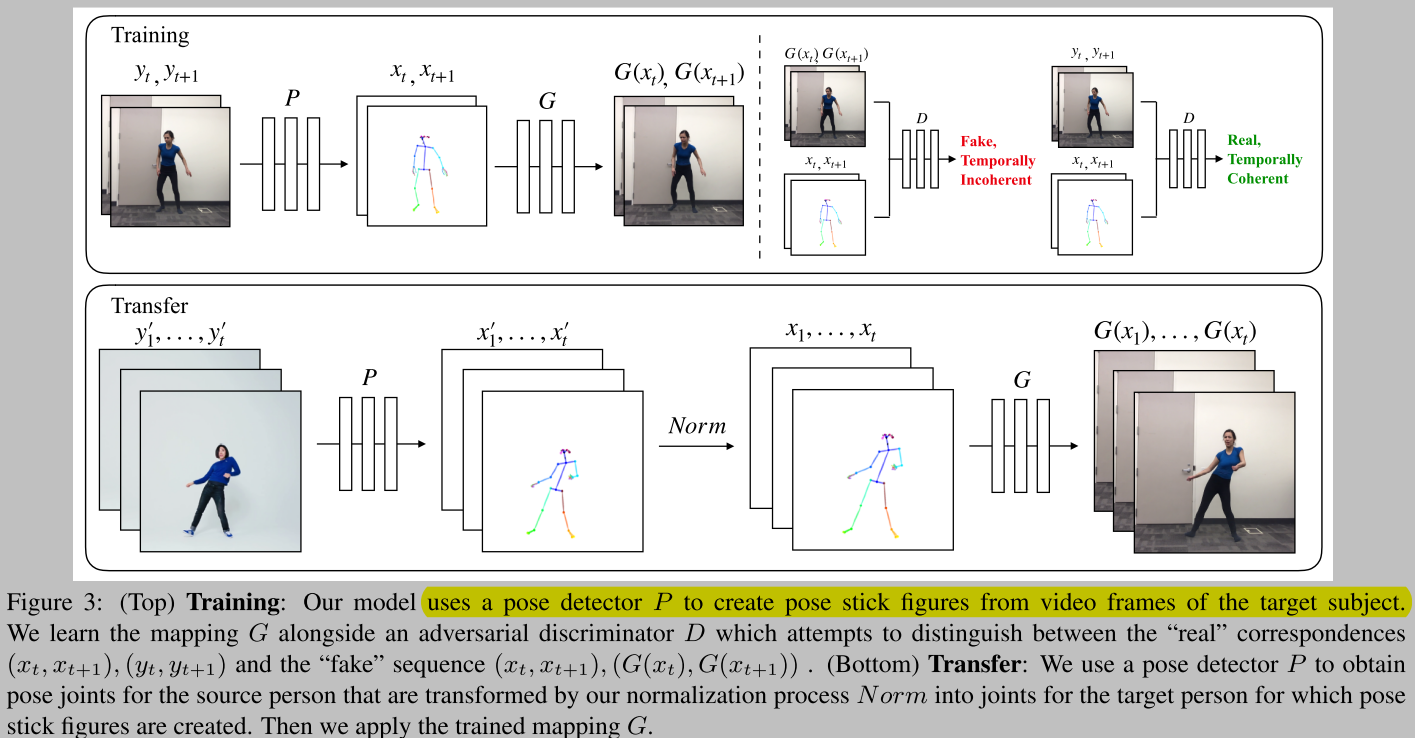 Training
y_t , y_{t+1}
P
x_t , x_{t+1}
G
G(x_t), G(x_{t+1})
G(x_t), G(x_{t+1})
x_t, x_{t+1}
D
Fake,
Temporally
Incoherent
y_t , y_{t+1}
x_t, x_{t+1}
D
Real,
Temporally
Coherent
Transfer
y′_1, . . . , y′_t
P
x′_1, . . . , x′_t
Norm
x_1, . . . , x_t
G
G(x_1), . . . , G(x_t)
Figure 3: (Top) Training: Our model uses a pose detector P to create pose stick figures from video frames of the target subject.
We learn the mapping G alongside an adversarial discriminator D which attempts to distinguish between the “real” correspondences
(x_t, x_{t+1}), (y_t, y_{t+1}) and the “fake” sequence (x_t, x_{t+1}), (G(x_t), G(x_{t+1})) . (Bottom) Transfer: We use a pose detector P to obtain
pose joints for the source person that are transformed by our normalization process Norm into joints for the target person for which pose
stick figures are created. Then we apply the trained mapping G.